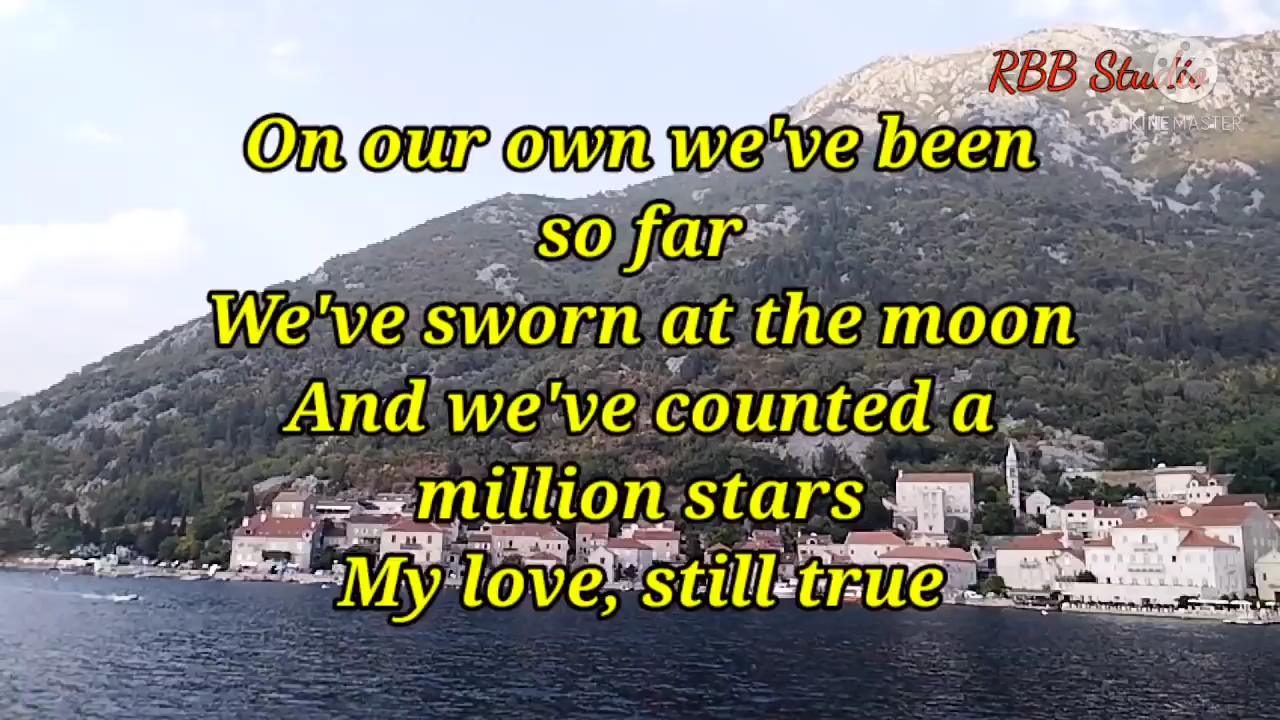 RBB Studio
KINEMASTER
On our own we've been
so far
We've sworn at the moon
And we've counted a
million stars
My love, still true